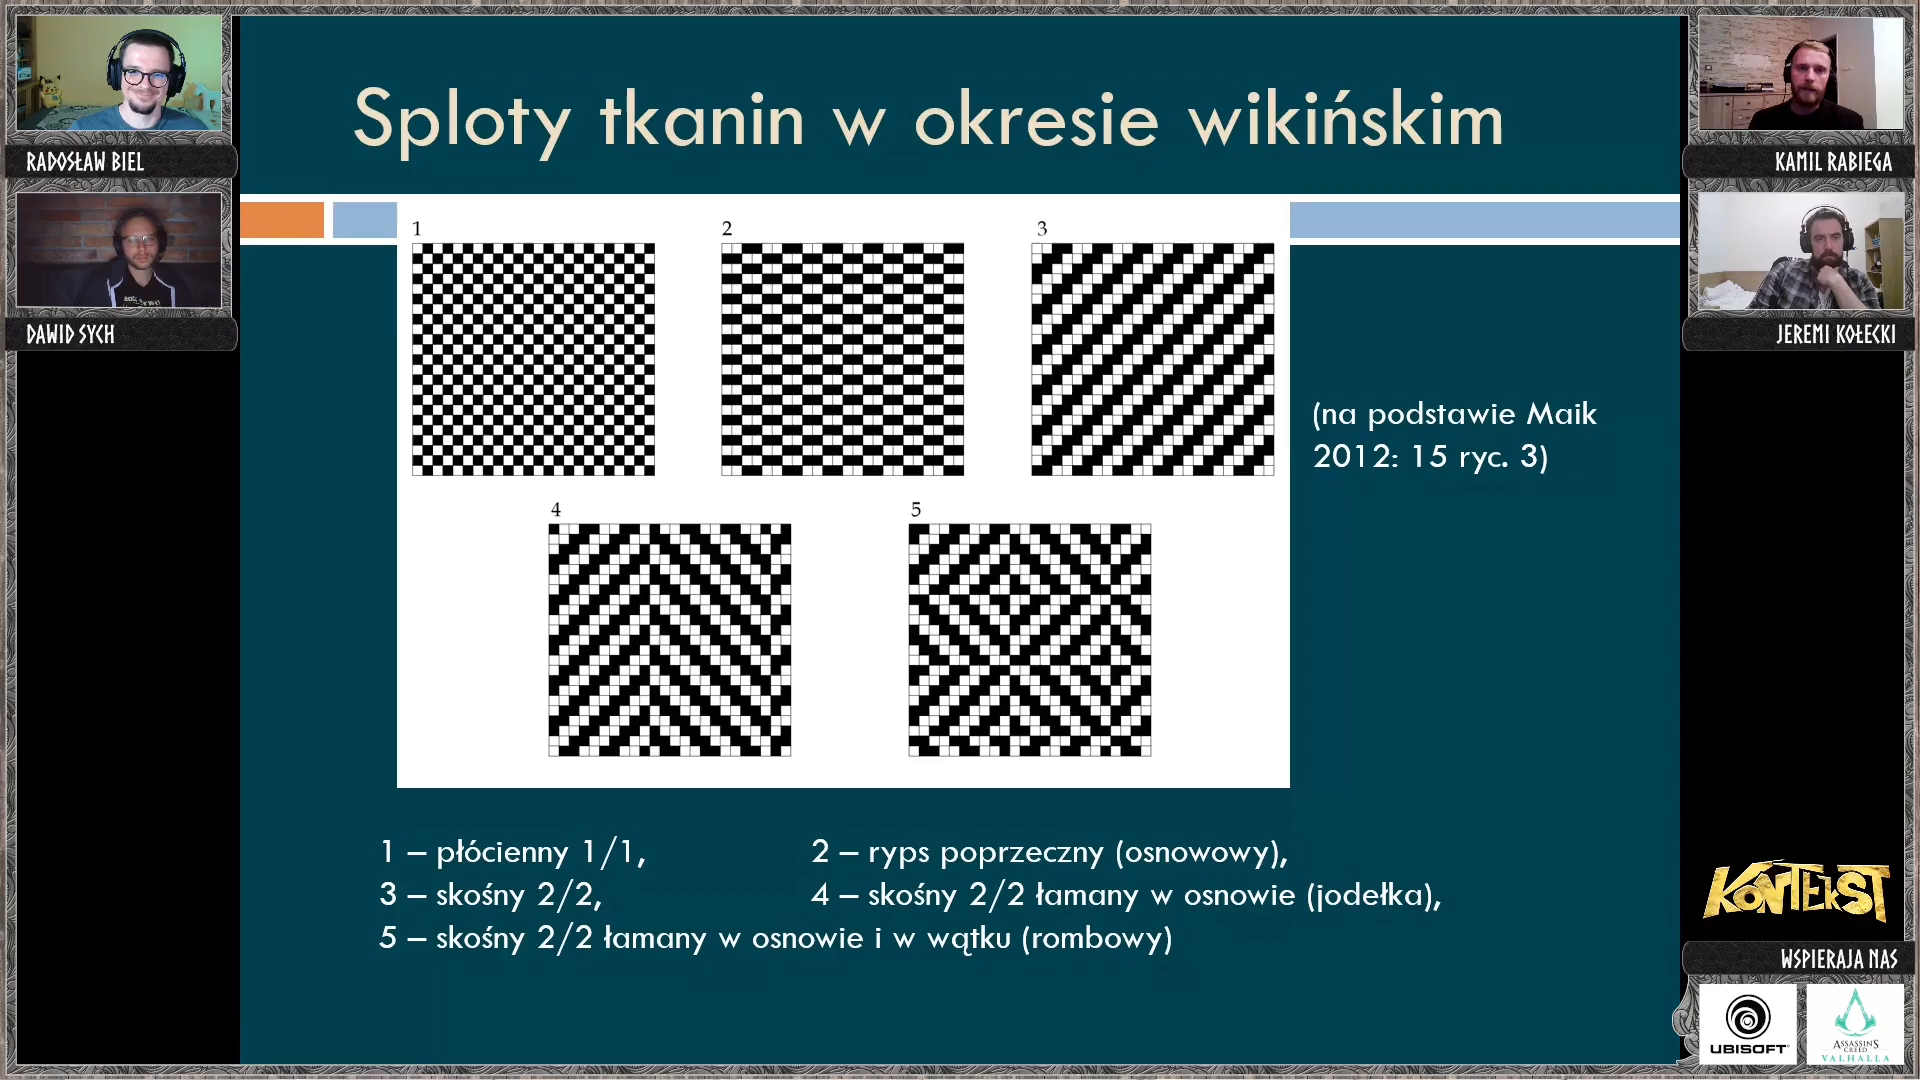 RADOSŁAW BIEL
DAWID SYCH
Sploty tkanin w okresie wikińskim
1
2
3
4
5
(na podstawie Maik
2012: 15 ryc. 3)
1 – płócienny 1/1,
2 – ryps poprzeczny (osnowowy),
3 – skośny 2/2,
4 – skośny 2/2 łamany w osnowie (jodełka),
5 – skośny 2/2 łamany w osnowie i w wątku (rombowy)
KAMIL RABIEGA
JEREMI KOŁECKI
KONTEKST
WSPIERAJA NAS
UBISOFT
ASSASSIN'S
CREED
VALHALLA